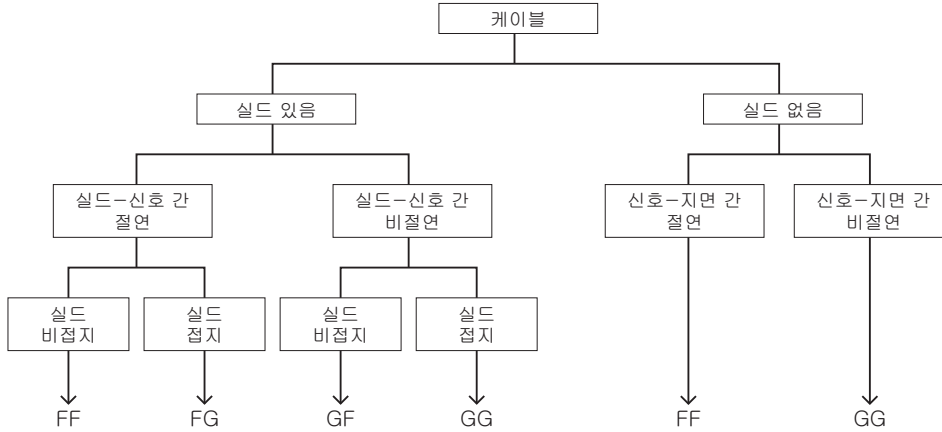 케이블
실드 있음
실드 없음
실드-신호 간
절연
실드-신호 간
비절연
신호-지면 간
절연
신호-지면 간
비절연
실드
비접지
실드
접지
실드
비접지
실드
접지
FF
FG
GF
GG
FF
GG